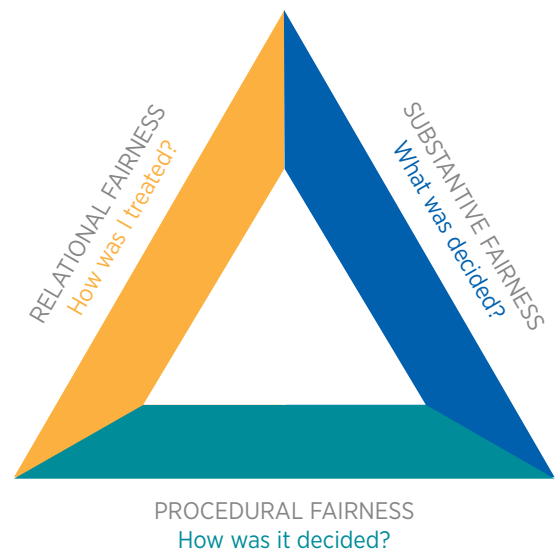 RELATIONAL FAIRNESS
How was I treated?
SUBSTANTIVE FAIRNESS
What was decided?
PROCEDURAL FAIRNESS
How was it decided?